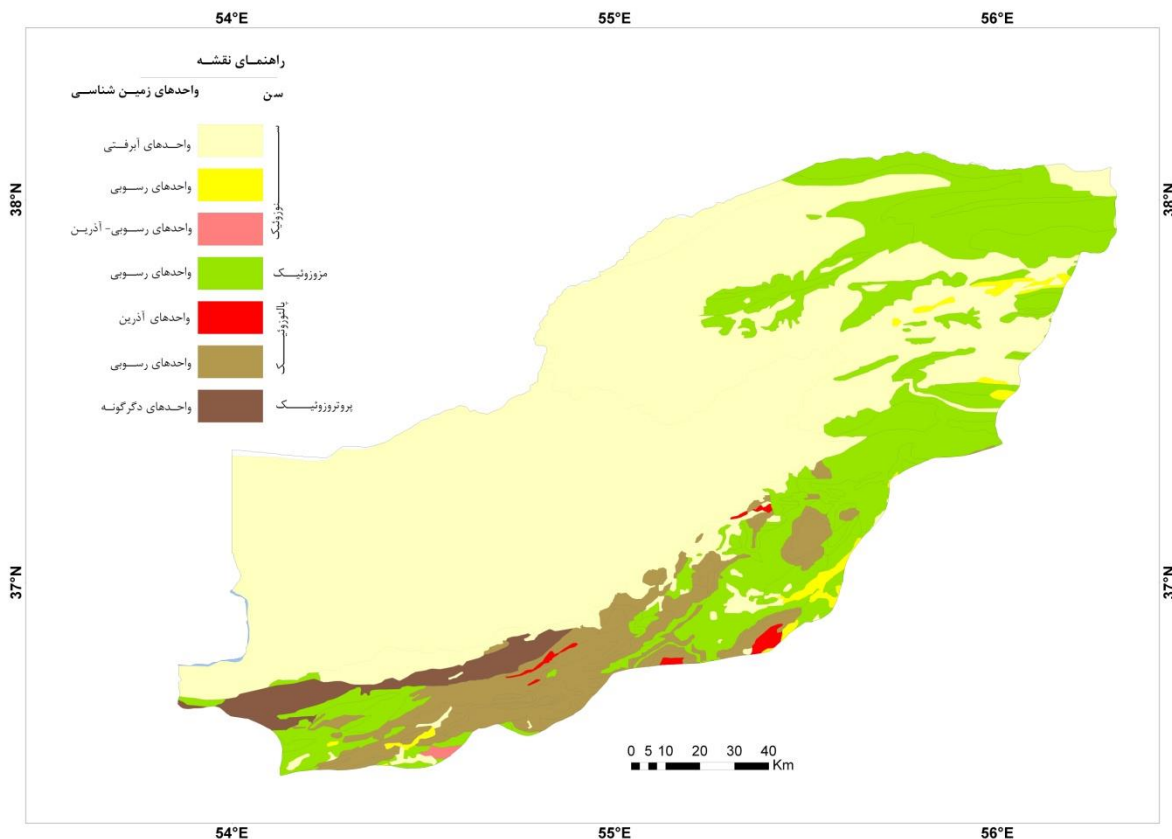 54°E 55°E 56°E
راهنمای نقشه
سن واحدهای زمین شناسی
سنوزوئیک
واحدهای آبرفتی
واحدهای رسوبی
واحدهای رسوبی- آذرین
مزوزوئیک واحدهای رسوبی
پالئوزوئیک
واحدهای آذرین
واحدهای رسوبی
پروتروزوئیک واحدهای دگرگونه
38°N 38°N
37°N 37°N
0 5 10 20 30 40
Km
54°E 55°E 56°E